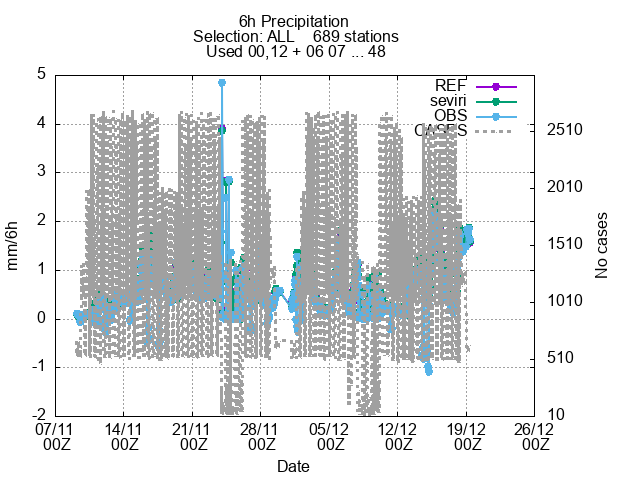 6h Precipitation
Selection: ALL    689 stations
Used 00,12 + 06 07 ... 48
REF
seviri
OBS
CASES
mm/6h
5
4
3
2
1
0
-1
-2
No cases
2510
2010
1510
1010
510
10
07/11 14/11 21/11 28/11 05/12 12/12 19/12 26/12
00Z 00Z 00Z 00Z 00Z 00Z 00Z 00Z
Date